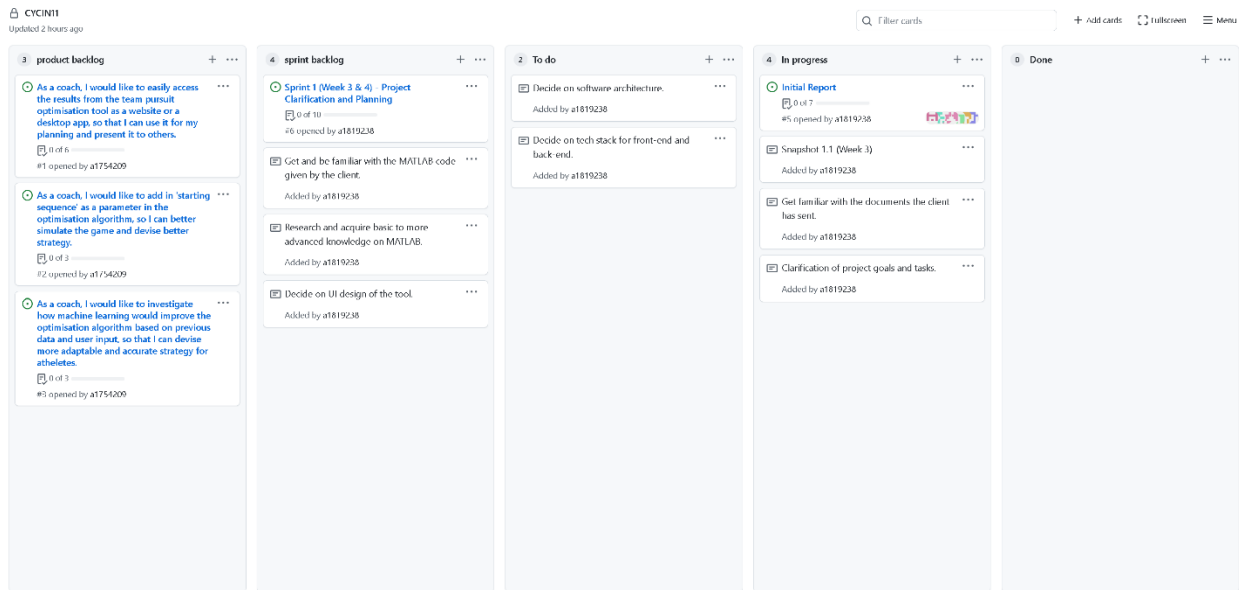 CYCIN11
Updated 2 hours ago
Filter cards
Add cards
Fullscreen
Menu
3 product backlog
As a coach, I would like to easily access
the results from the team pursuit
optimisation tool as a website or a
desktop app, so that I can use it for my
planning and present it to others.
0 of 6
#1 opened by a1754209
As a coach, I would like to add in 'starting
sequence' as a parameter in the
optimisation algorithm, so I can better
simulate the game and devise better
strategy.
0 of 3
#2 opened by a1754209
As a coach, I would like to investigate
how machine learning would improve the
optimisation algorithm based on previous
data and user input, so that I can devise
more adaptable and accurate strategy for
atheletes.
0 of 3
#3 opened by a1754209
4 sprint backlog
Sprint 1 (Week 3 & 4) - Project
Clarification and Planning
0 of 10
#6 opened by a1819238
Get and be familiar with the MATLAB code
given by the client.
Added by a1819238
Research and acquire basic to more
advanced knowledge on MATLAB.
Added by a1819238
Decide on UI design of the tool.
Added by a1819238
2 To do
Decide on software architecture.
Added by a1819238
Decide on tech stack for front-end and
back-end.
Added by a1819238
4 In progress
Initial Report
0 of 7
#5 opened by a1819238
Snapshot 1.1 (Week 3)
Added by a1819238
Get familiar with the documents the client
has sent.
Added by a1819238
Clarification of project goals and tasks.
Added by a1819238
0 Done